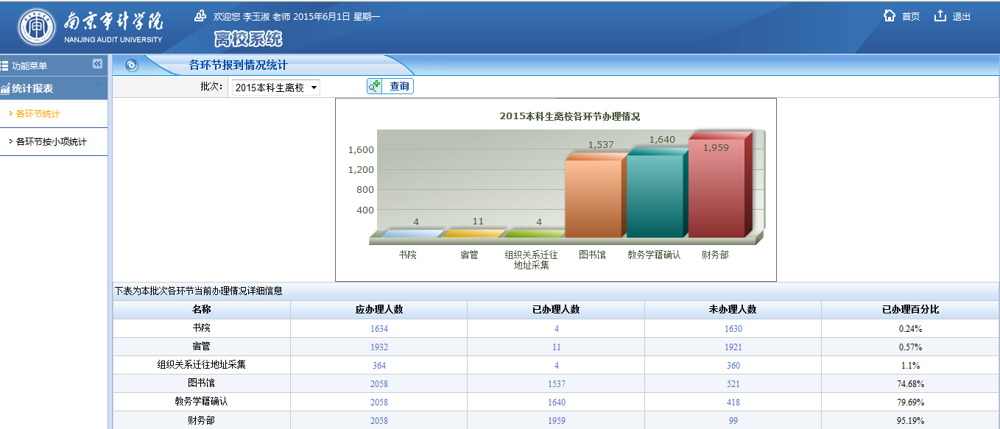 南京审计学院
NANJING AUDIT UNIVERSITY
欢迎您 李玉淑 老师 2015年6月1日 星期一
离校系统
首页 退出
功能菜单
统计报表
各环节统计
各环节按小项统计
各环节报到情况统计
批次： 2015本科生离校 查询
2015本科生离校各环节办理情况
1,600
1,200
800
400
4 11 4 1,537 1,640 1,959
书院 宿管 组织关系迁往地址采集 图书馆 教务学籍确认 财务部
下表为本批次各环节当前办理情况详细信息
名称 应办理人数 已办理人数 未办理人数 已办理百分比
书院 1634 4 1630 0.24%
宿管 1932 11 1921 0.57%
组织关系迁往地址采集 364 4 360 1.1%
图书馆 2058 1537 521 74.68%
教务学籍确认 2058 1640 418 79.69%
财务部 2058 1959 99 95.19%